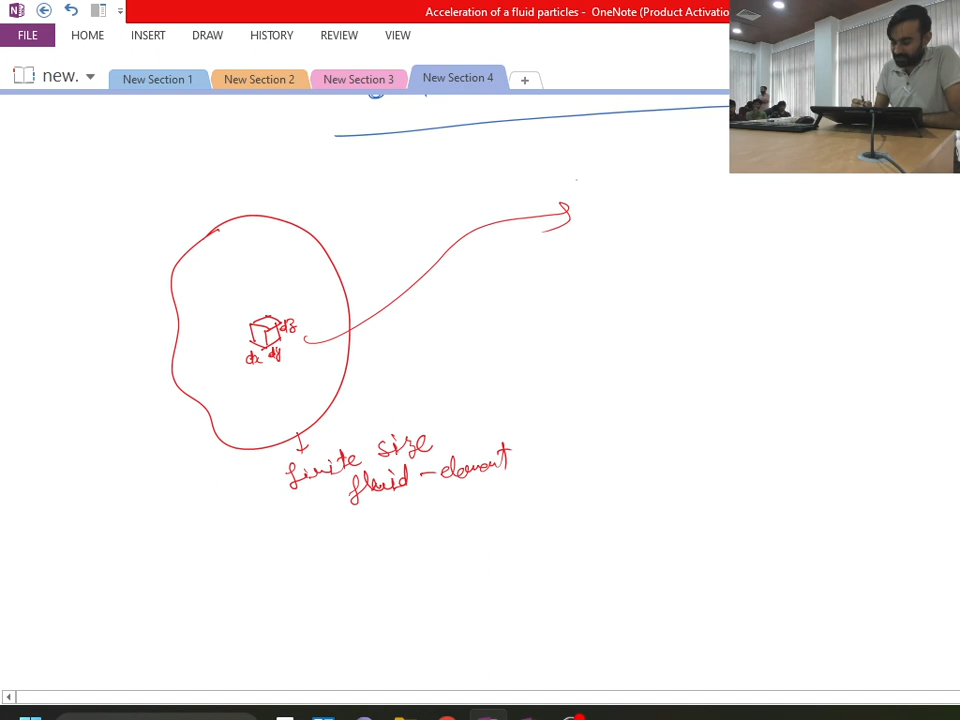 Acceleration of a fluid particles - OneNote (Product Activatio
FILE HOME INSERT DRAW HISTORY REVIEW VIEW
new. New Section 1 New Section 2 New Section 3 New Section 4
dz
dx dy
finite size
fluid - element